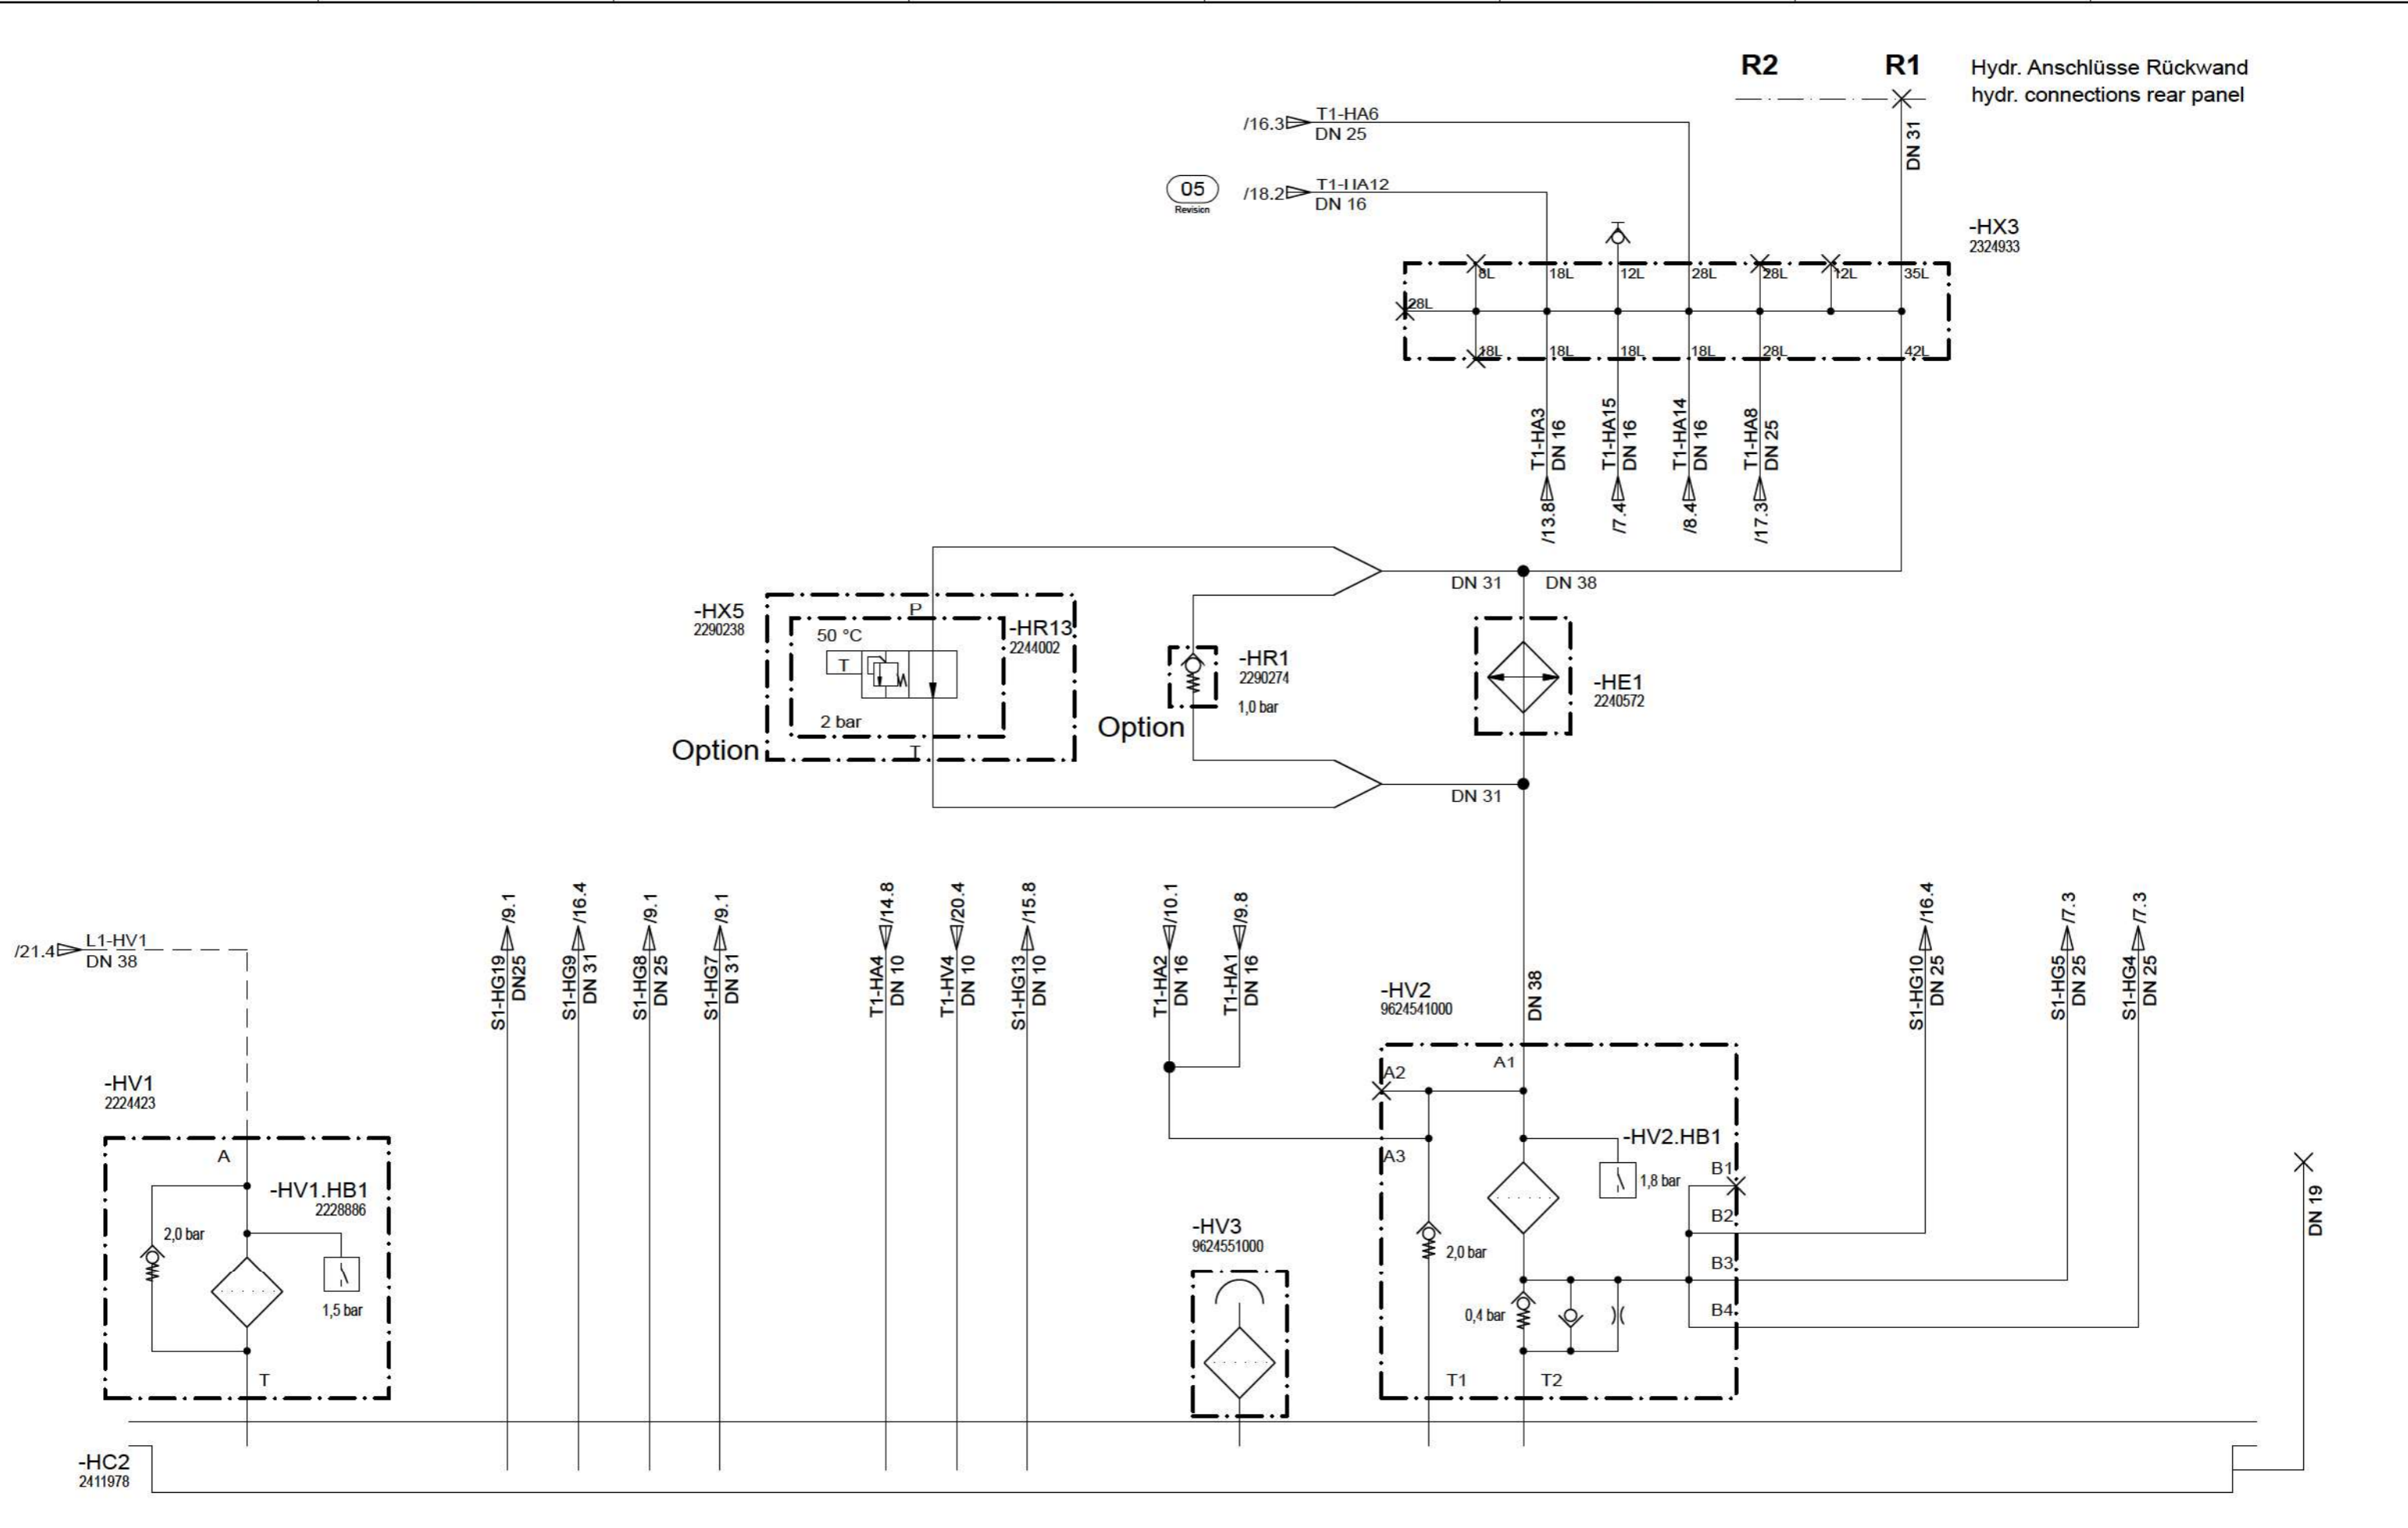 R2
R1
Hydr. Anschlüsse Rückwand
hydr. connections rear panel
/16.3
T1-HA6
DN 25
DN 31
05
Revision
/18.2
DN 16
-HX3
2324933
8L
18L
12L
28L
28L
12L
35L
28L
18L
18L
18L
18L
28L
42L
T1-HA3
DN 16
/13.8
T1-HA15
DN 16
/7.4
T1-HA14
DN 16
/8.4
T1-HA8
DN 25
/17.3
DN 31
DN 38
-HX5
2290238
P
50 °C
T
2 bar
T
-HR13
2244002
Option
-HR1
2290274
1,0 bar
Option
-HE1
2240572
DN 31
/21.4
L1-HV1
DN 38
/9.1
S1-HG19
DN25
/16.4
S1-HG9
DN 31
/9.1
S1-HG8
DN 25
/9.1
S1-HG7
DN 31
/14.8
T1-HA4
DN 10
/20.4
T1-HV4
DN 10
/15.8
S1-HG13
DN 10
/10.1
T1-HA2
DN 16
/9.8
T1-HA1
DN 16
DN 38
/16.4
S1-HG10
DN 25
/7.3
S1-HG5
DN 25
/7.3
S1-HG4
DN 25
-HV1
2224423
A
-HV1.HB1
2228886
2,0 bar
1,5 bar
T
-HV2
9624541000
A1
A2
A3
-HV2.HB1
1,8 bar
B1
B2
B3
B4
2,0 bar
0,4 bar
T1
T2
-HV3
9624551000
DN 19
-HC2
2411978